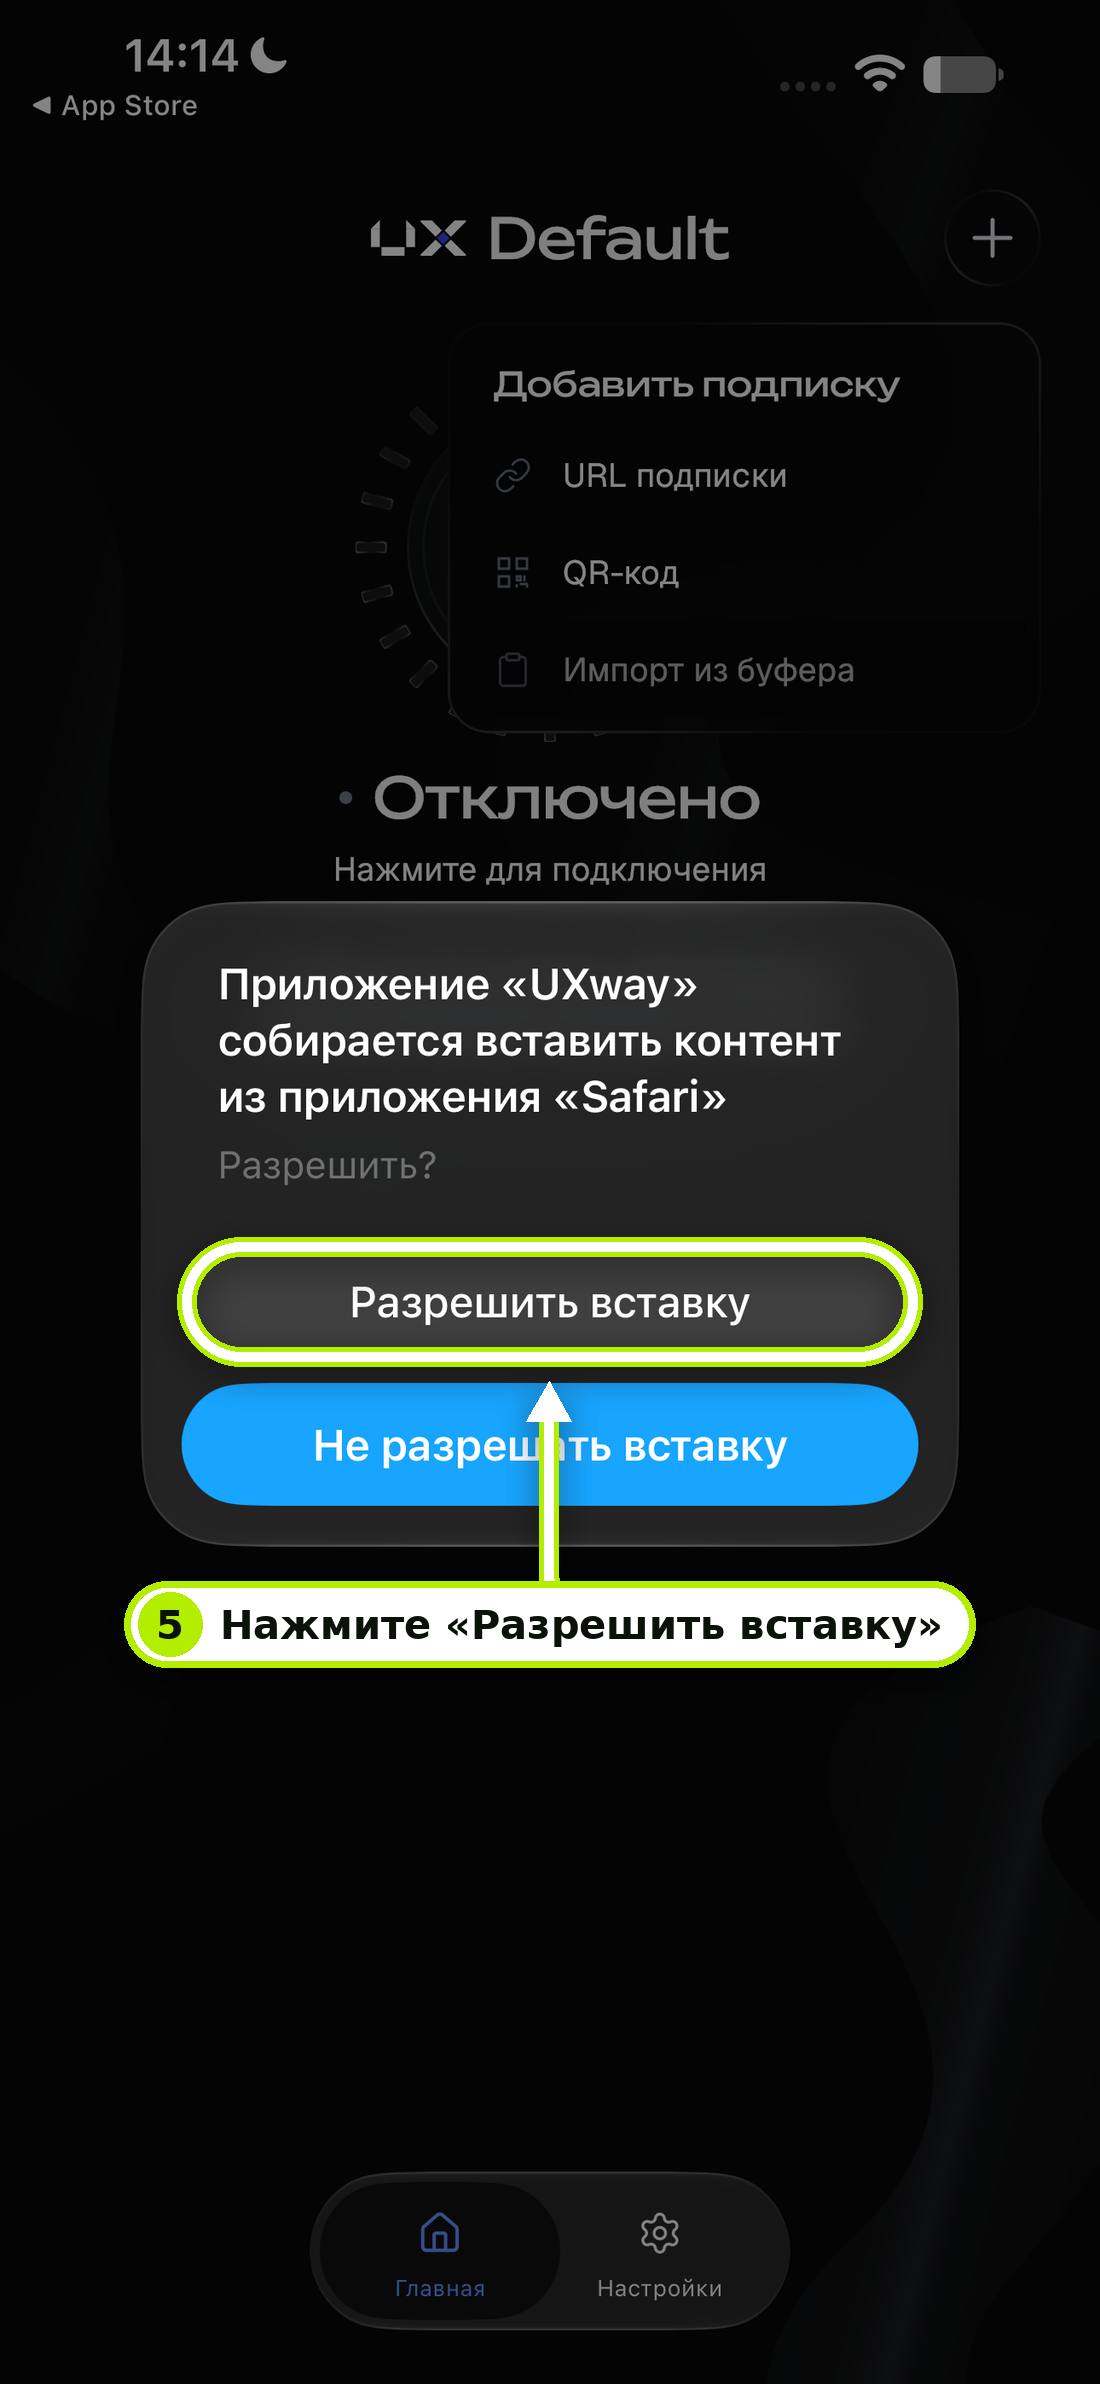 14:14
App Store
UX Default
Добавить подписку
URL подписки
QR-код
Импорт из буфера
Отключено
Нажмите для подключения
Приложение «UXway»
собирается вставить контент
из приложения «Safari»
Разрешить?
Разрешить вставку
Не разрешать вставку
5 Нажмите «Разрешить вставку»
Главная
Настройки